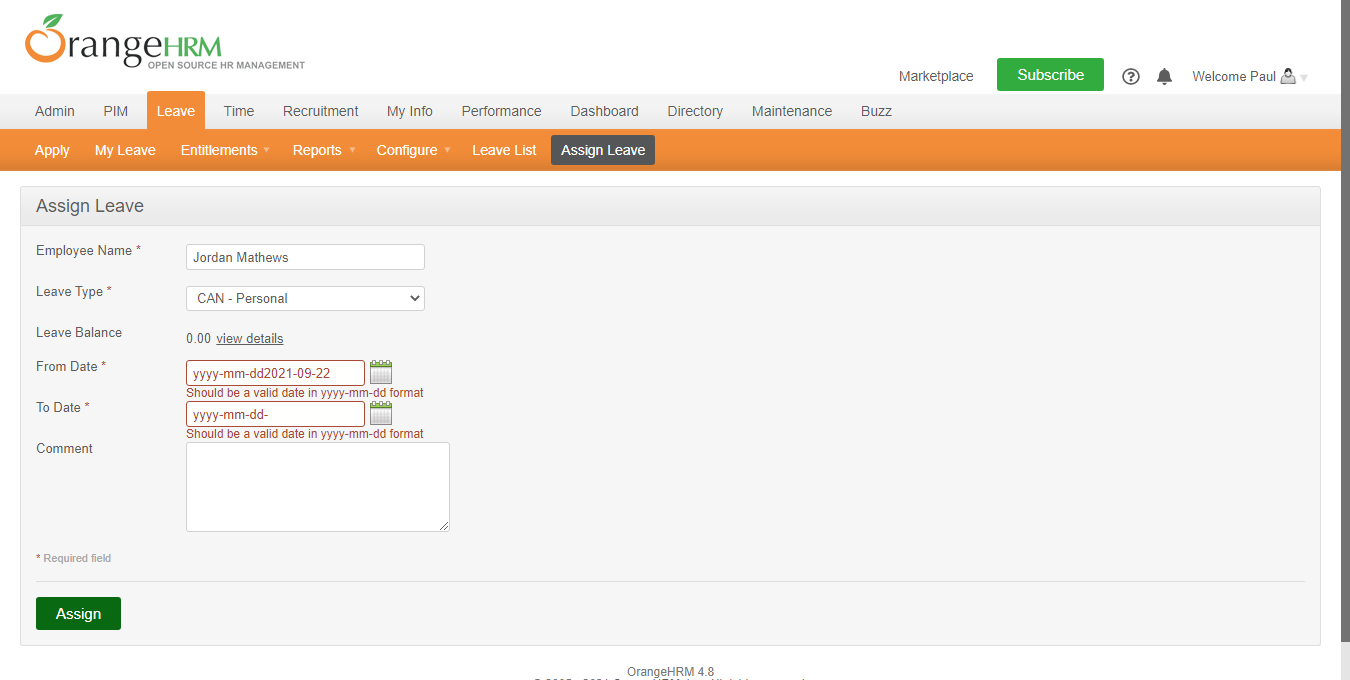 OrangeHRM
OPEN SOURCE HR MANAGEMENT
Marketplace Subscribe Welcome Paul
Admin PIM Leave Time Recruitment My Info Performance Dashboard Directory Maintenance Buzz
Apply My Leave Entitlements Reports Configure Leave List Assign Leave
Assign Leave
Employee Name * Jordan Mathews
Leave Type * CAN - Personal
Leave Balance 0.00 view details
From Date * yyyy-mm-dd2021-09-22
Should be a valid date in yyyy-mm-dd format
To Date * yyyy-mm-dd-
Should be a valid date in yyyy-mm-dd format
Comment
* Required field
Assign
OrangeHRM 4.8